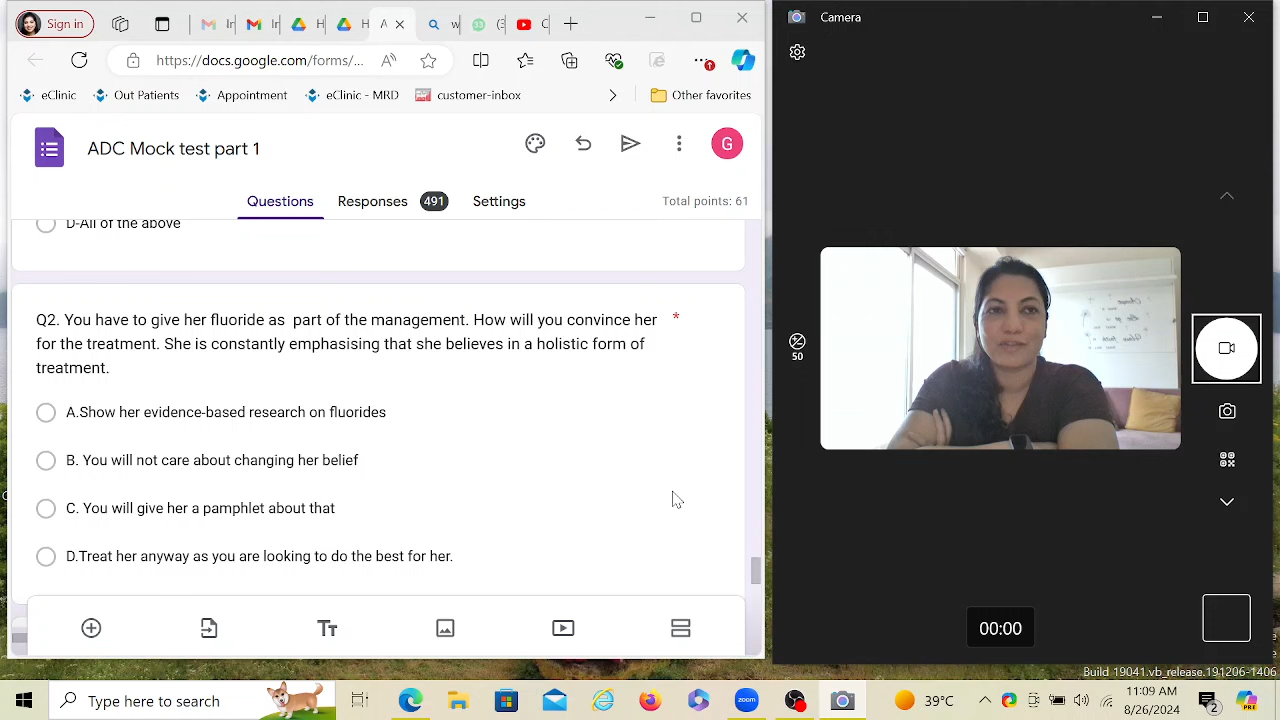 Sign in
Camera
https://docs.google.com/forms/...
eClinic
Out Patients
Appointment
eClinic - MRD
customer-inbox
Other favorites
ADC Mock test part 1
G
Questions
Responses 491
Settings
Total points: 61
D-All of the above
Q2. You have to give her fluoride as part of the management. How will you convince her *
for the treatment. She is constantly emphasising that she believes in a holistic form of
treatment.
A.Show her evidence-based research on fluorides
You will not care about changing her belief
C. You will give her a pamphlet about that
D.Treat her anyway as you are looking to do the best for her.
50
00:00
Build 19041.vb_release.191206-1406
Type here to search
zoom
39°C
11:09 AM
8/26/2024
2
PRE